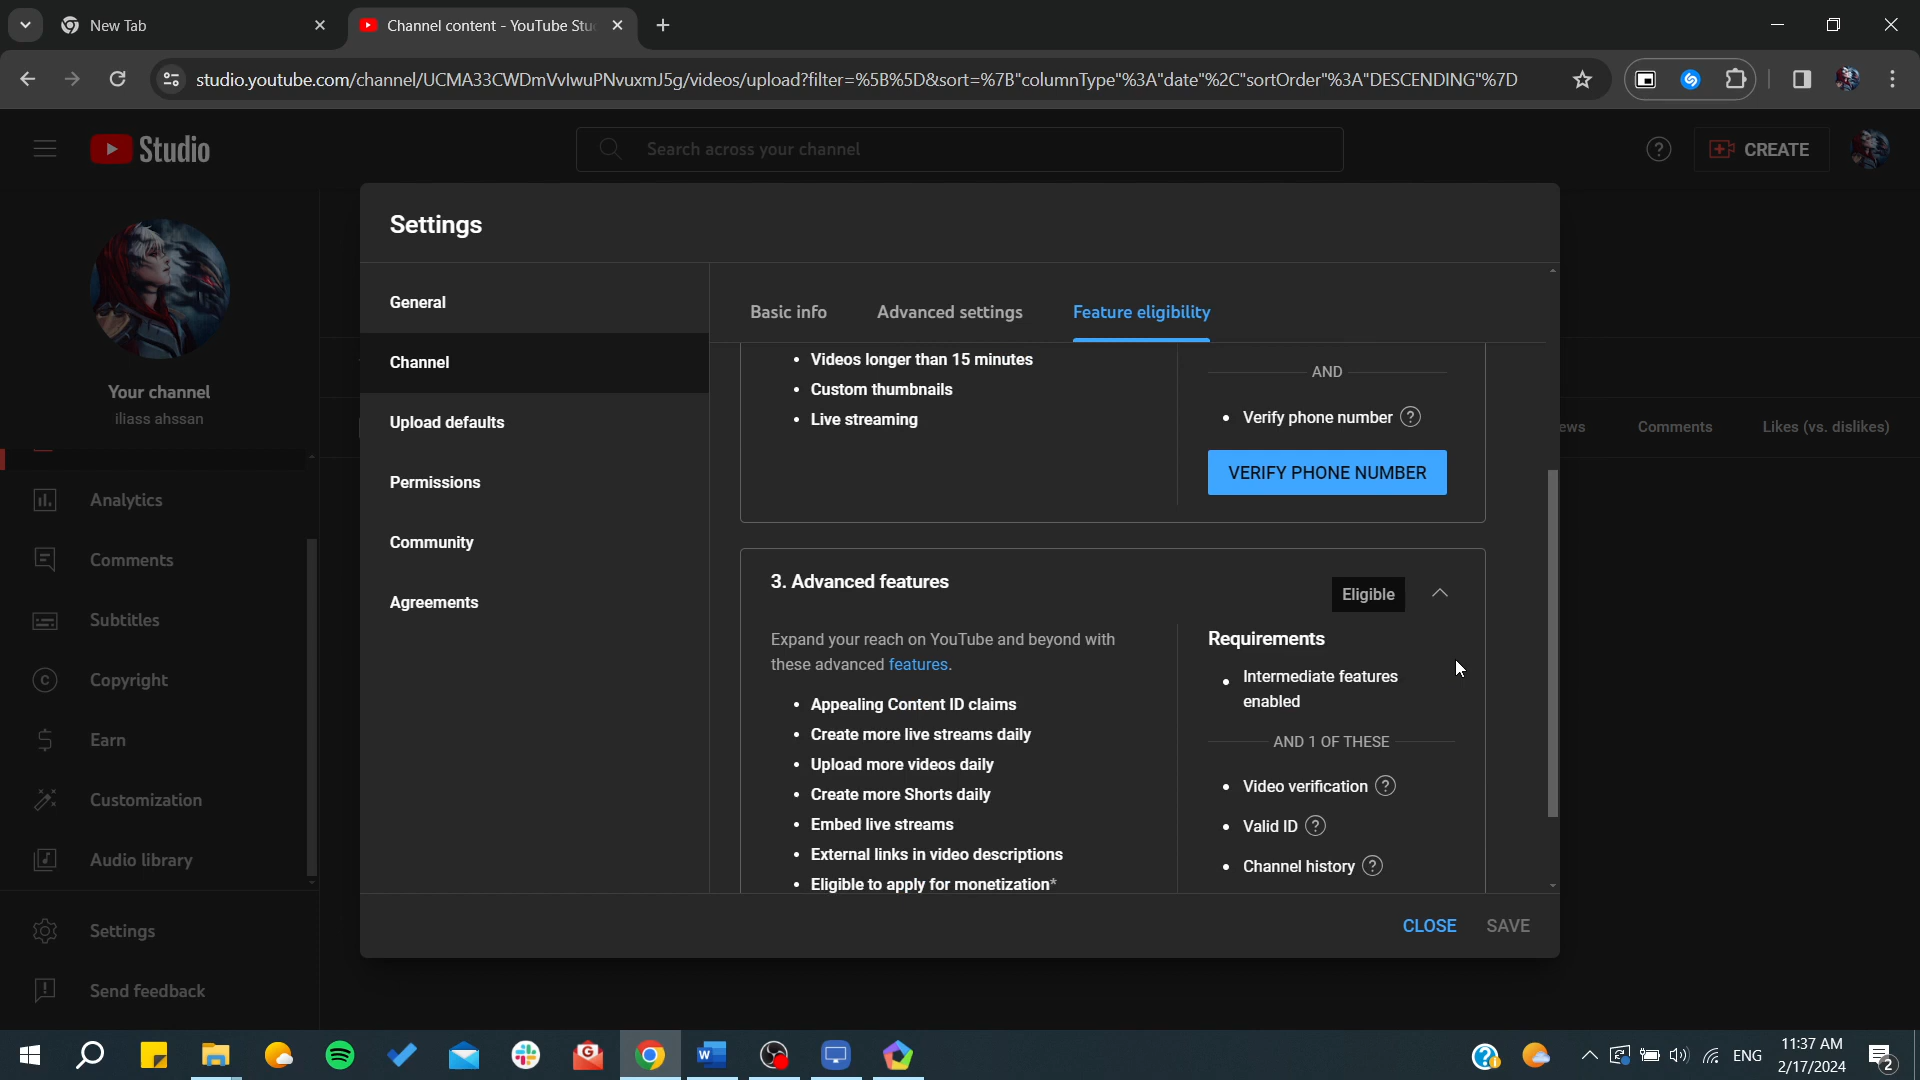 New Tab
Channel content - YouTube Stu
studio.youtube.com/channel/UCMA33CWDmVvlwuPNvuxmJ5g/videos/upload?filter=%5B%5D&sort=%7B"columnType"%3A"date"%2C"sortOrder"%3A"DESCENDING"%7D
Studio
Search across your channel
CREATE
Settings
General
Channel
Upload defaults
Permissions
Community
Agreements
Your channel
iliass ahssan
Analytics
Comments
Subtitles
Copyright
Earn
Customization
Audio library
Settings
Send feedback
Basic info
Advanced settings
Feature eligibility
• Videos longer than 15 minutes
• Custom thumbnails
• Live streaming
AND
• Verify phone number
VERIFY PHONE NUMBER
3. Advanced features
Eligible
Expand your reach on YouTube and beyond with
these advanced features.
• Appealing Content ID claims
• Create more live streams daily
• Upload more videos daily
• Create more Shorts daily
• Embed live streams
• External links in video descriptions
• Eligible to apply for monetization*
Requirements
• Intermediate features
enabled
AND 1 OF THESE
• Video verification
• Valid ID
• Channel history
ews
Comments
Likes (vs. dislikes)
CLOSE
SAVE
ENG
11:37 AM
2/17/2024
2